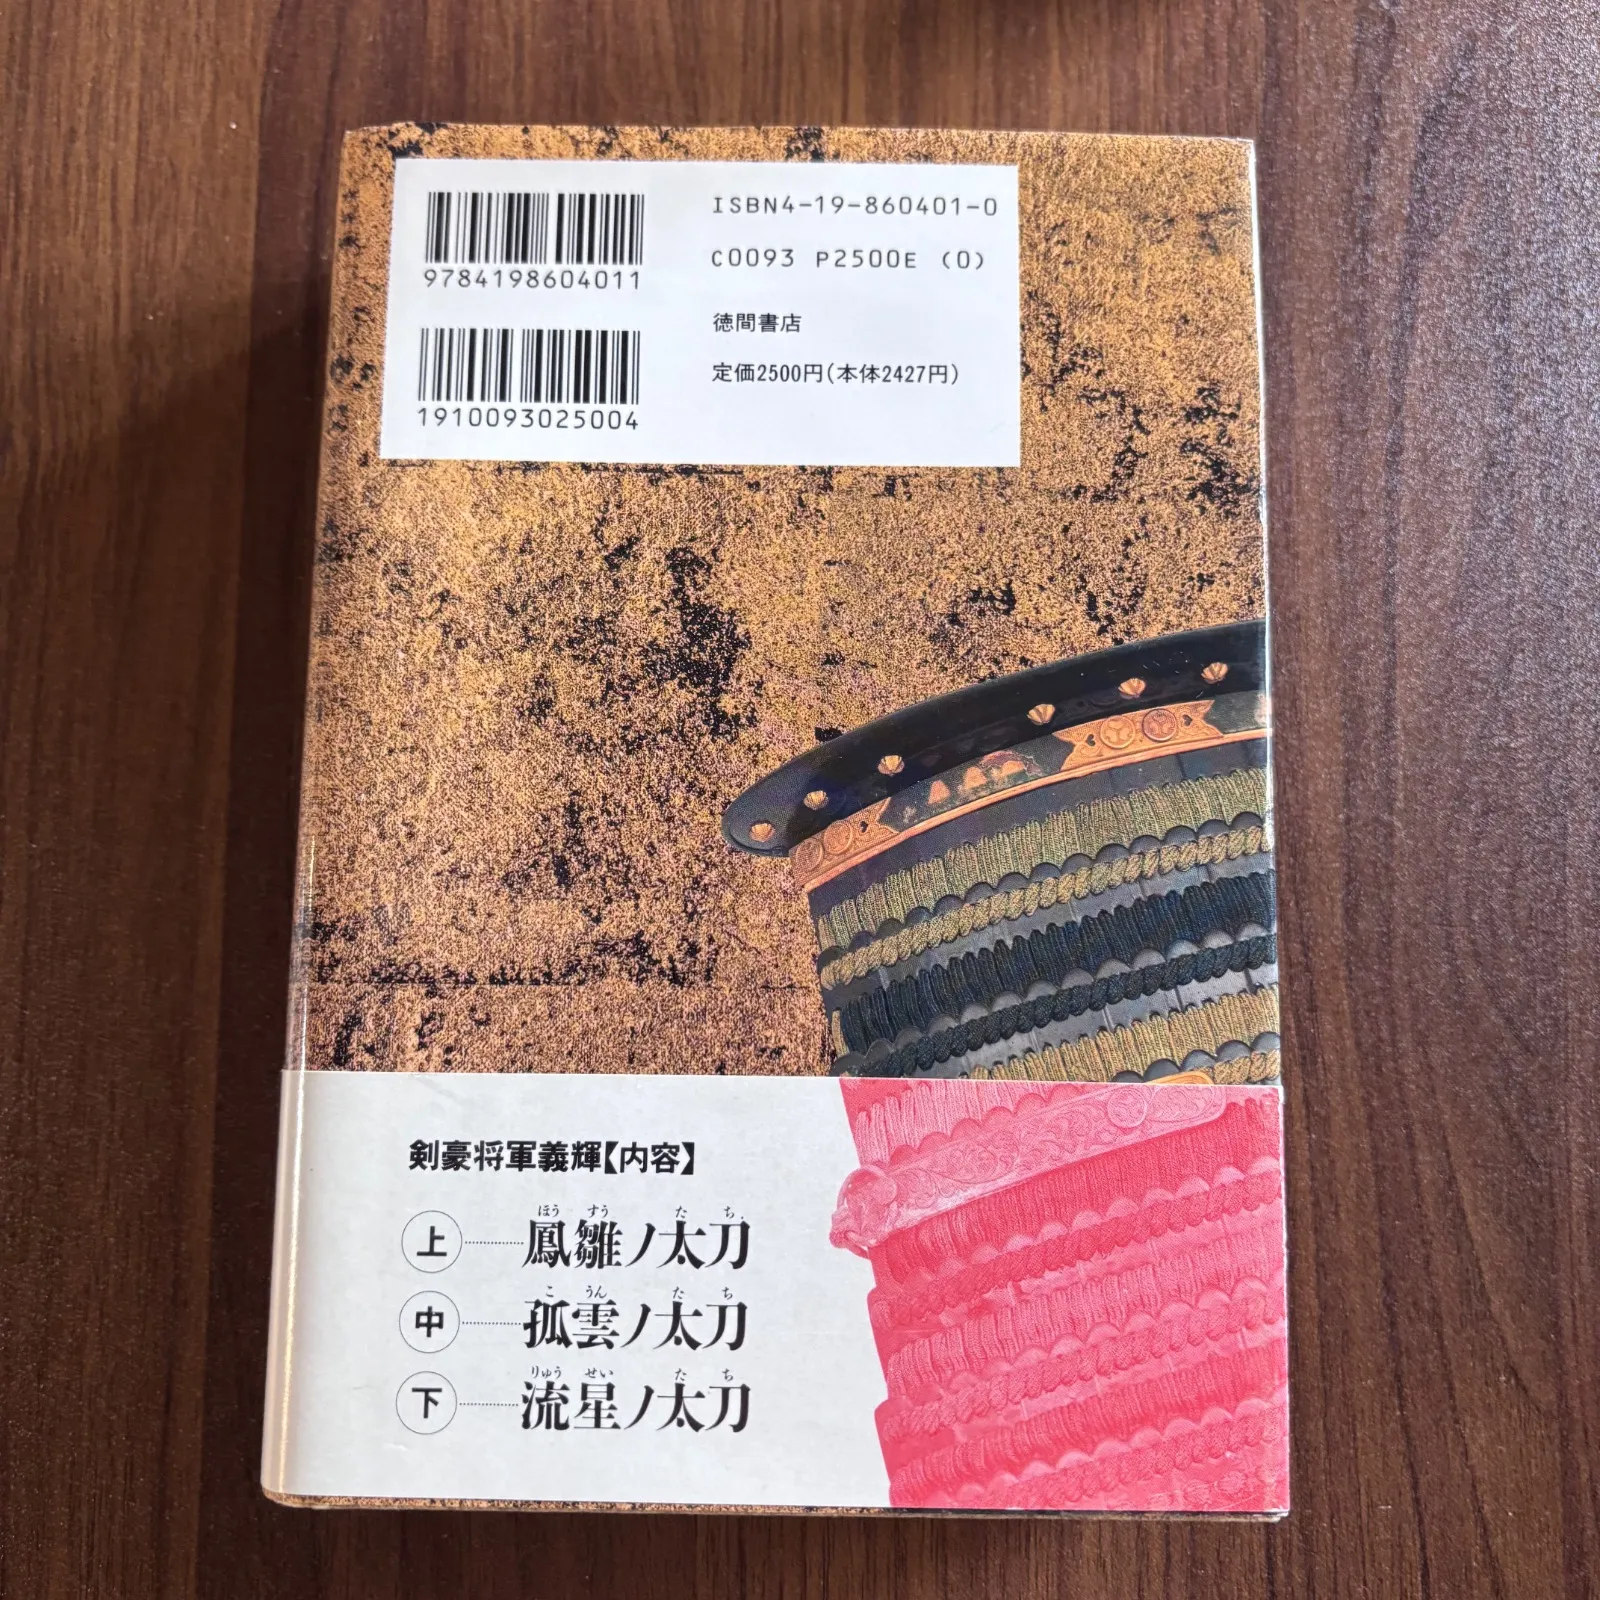 ISBN4-19-860401-0
C0093 P2500E (0)
徳間書店
定価2500円(本体2427円)
9784198604011
1910093025004
剣豪将軍義輝【内容】
ほう すう た ち
上 鳳雛ノ太刀
こ うん た ち
中 孤雲ノ太刀
りゅう せい た ち
下 流星ノ太刀